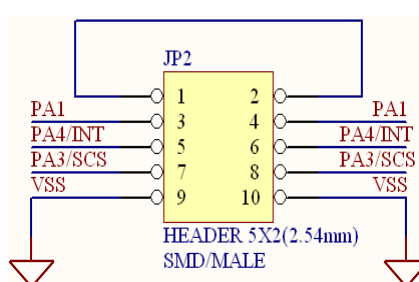 JP2
1 2
PA1 3 4 PA1
PA4/INT 5 6 PA4/INT
PA3/SCS 7 8 PA3/SCS
VSS 9 10 VSS
HEADER 5X2(2.54mm)
SMD/MALE